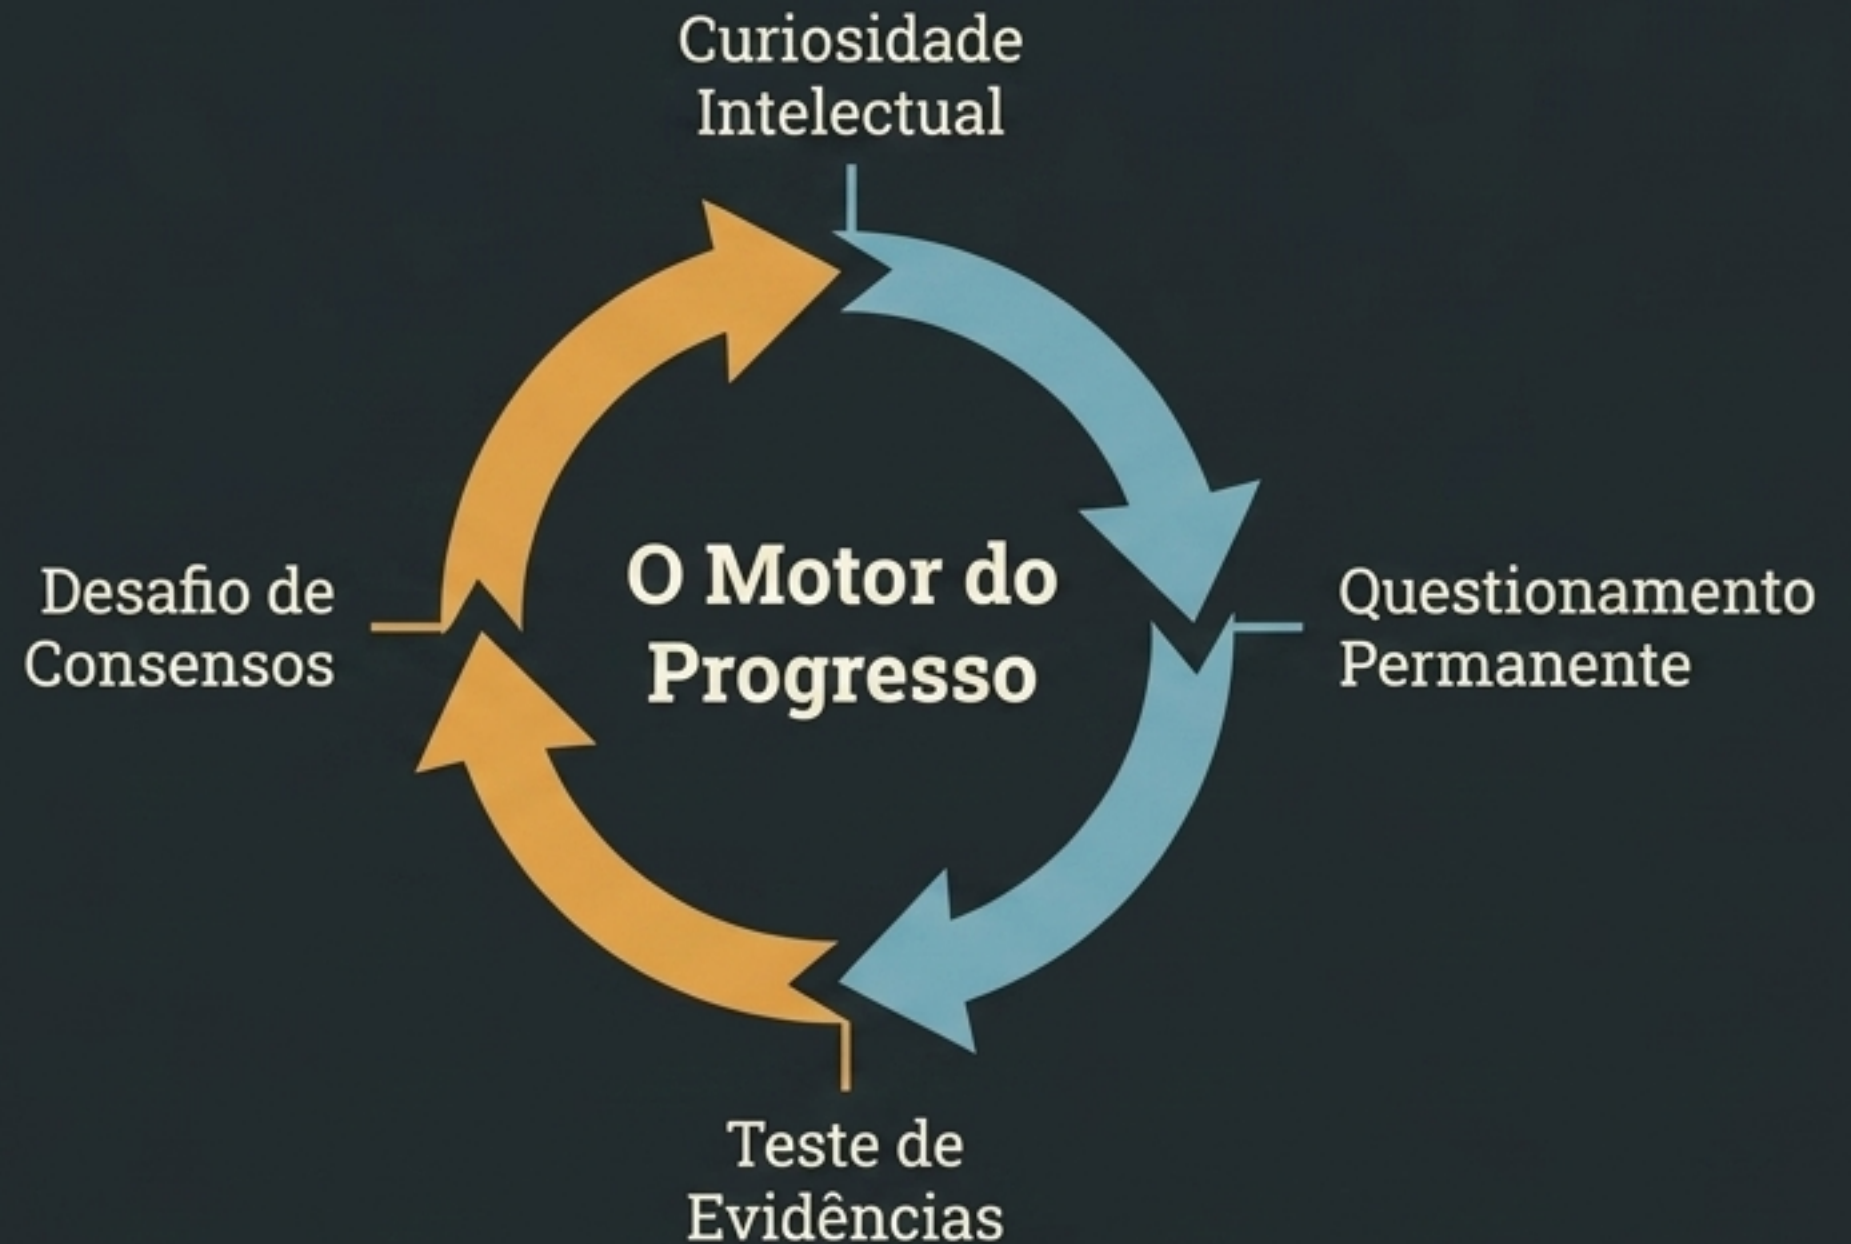 Curiosidade
Intelectual
O Motor do
Progresso
Desafio de
Consensos
Questionamento
Permanente
Teste de
Evidências